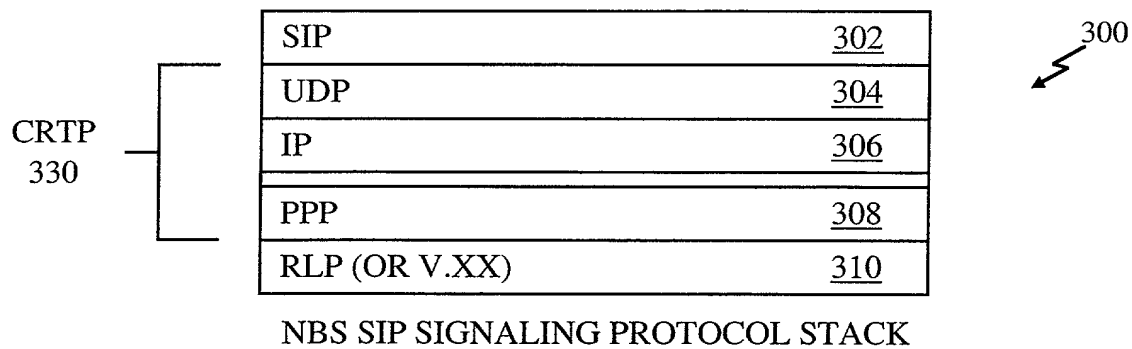 300
SIP 302
UDP 304
CRTP
330
IP 306
PPP 308
RLP (OR V.XX) 310
NBS SIP SIGNALING PROTOCOL STACK